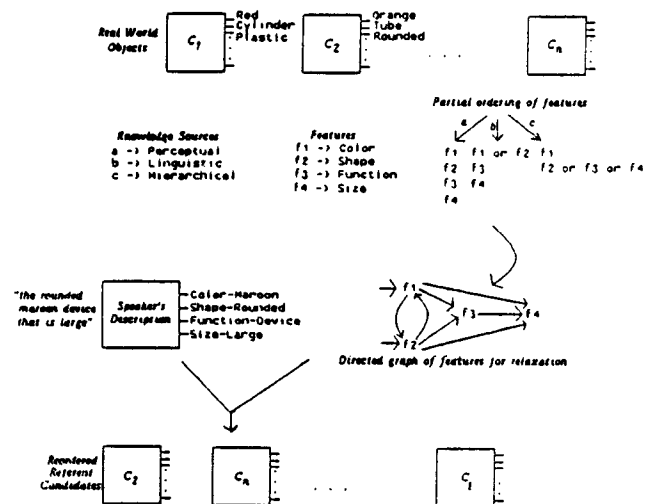 Real World
Objects
C1
Red
Cylinder
Plastic
C2
Orange
Tube
Rounded
. . . .
Cn
Partial ordering of features
a b c
Knowledge Sources
a -> Perceptual
b -> Linguistic
c -> Hierarchical
Features
f1 -> Color
f2 -> Shape
f3 -> Function
f4 -> Size
f1 f1 or f2 f1
f2 f3 f2 or f3 or f4
f3 f4
f4
"the rounded
maroon device
that is large"
Speaker's
Description
Color-Maroon
Shape-Rounded
Function-Device
Size-Large
f1
f3
f4
f2
Directed graph of features for relaxation
Reordered
Referent
Candidates
C2
Cn
. . . .
C1